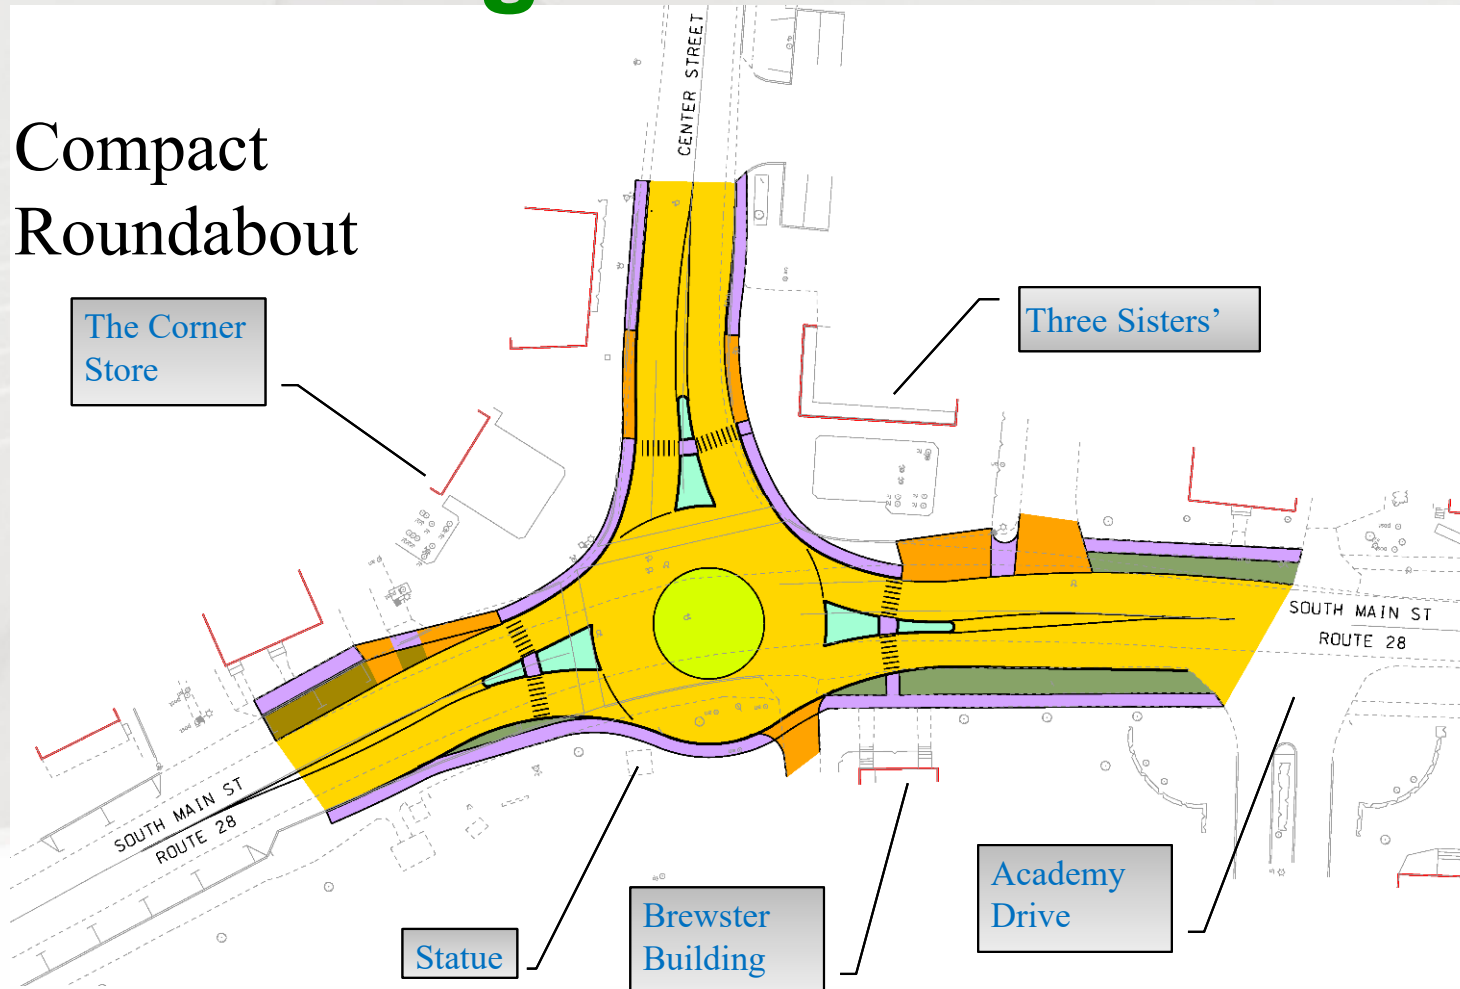 g
CENTER STREET
Compact
Roundabout
The Corner
Store
Three Sisters’
SOUTH MAIN ST
ROUTE 28
SOUTH MAIN ST
ROUTE 28
Statue
Brewster
Building
Academy
Drive